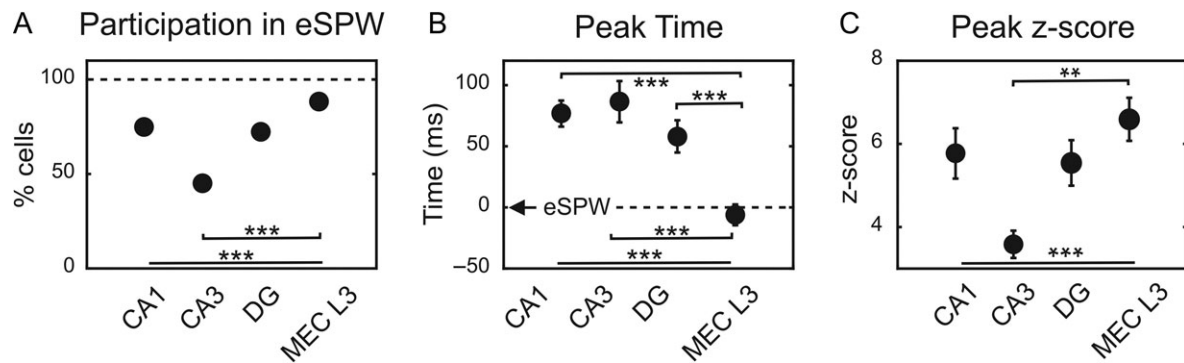 A Participation in eSPW
100
50
0
% cells
***
***
CA1
CA3
DG
MEC L3
B Peak Time
100
50
0
–50
Time (ms)
***
***
eSPW
***
***
CA1
CA3
DG
MEC L3
C Peak z-score
8
6
4
z-score
**
***
CA1
CA3
DG
MEC L3